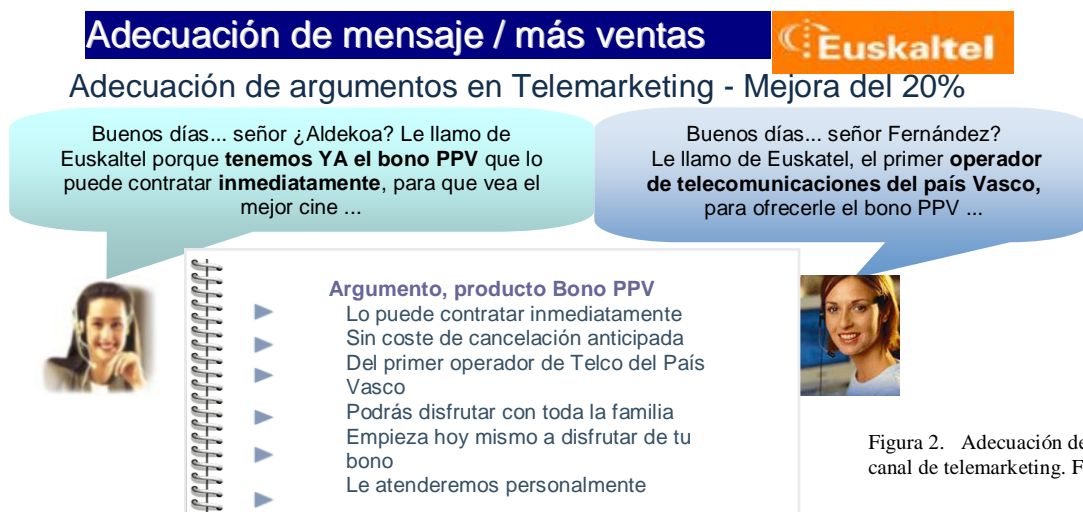 Adecuación de mensaje / más ventas
Euskaltel
Adecuación de argumentos en Telemarketing - Mejora del 20%
Buenos días... señor ¿Aldekoa? Le llamo de
Euskaltel porque tenemos YA el bono PPV que lo
puede contratar inmediatamente, para que vea el
mejor cine ...
Buenos días... señor Fernández?
Le llamo de Euskatel, el primer operador
de telecomunicaciones del país Vasco,
para ofrecerle el bono PPV ...
Argumento, producto Bono PPV
Lo puede contratar inmediatamente
Sin coste de cancelación anticipada
Del primer operador de Telco del País
Vasco
Podrás disfrutar con toda la familia
Empieza hoy mismo a disfrutar de tu
bono
Le atenderemos personalmente
Figura 2. Adecuación de
canal de telemarketing. F